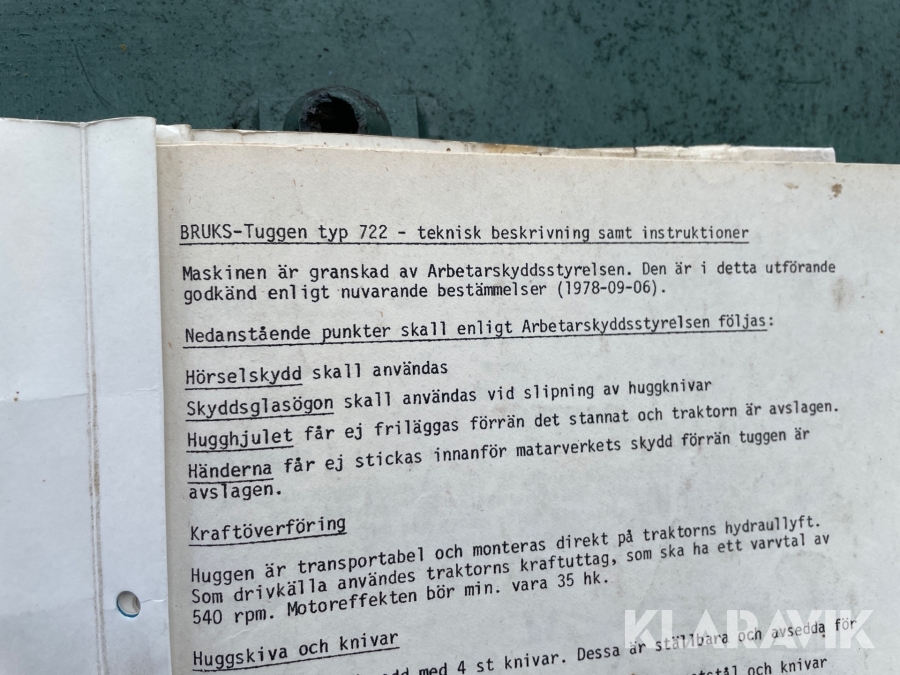 BRUKS-Tuggen typ 722 - teknisk beskrivning samt instruktioner
Maskinen är granskad av Arbetarskyddsstyrelsen. Den är i detta utförande
godkänd enligt nuvarande bestämmelser (1978-09-06).
Nedanstående punkter skall enligt Arbetarskyddsstyrelsen följas:
Hörselskydd skall användas
Skyddsglasögon skall användas vid slipning av huggknivar
Hugghjulet får ej friläggas förrän det stannat och traktorn är avslagen.
Händerna får ej stickas innanför matarverkets skydd förrän tuggen är
avslagen.
Kraftöverföring
Huggen är transportabel och monteras direkt på traktorns hydraullyft.
Som drivkälla användes traktorns kraftuttag, som ska ha ett varvtal av
540 rpm. Motoreffekten bör min. vara 35 hk.
Huggskiva och knivar
med 4 st knivar. Dessa är ställbara och avsedda för
och knivar
KLARAVIK